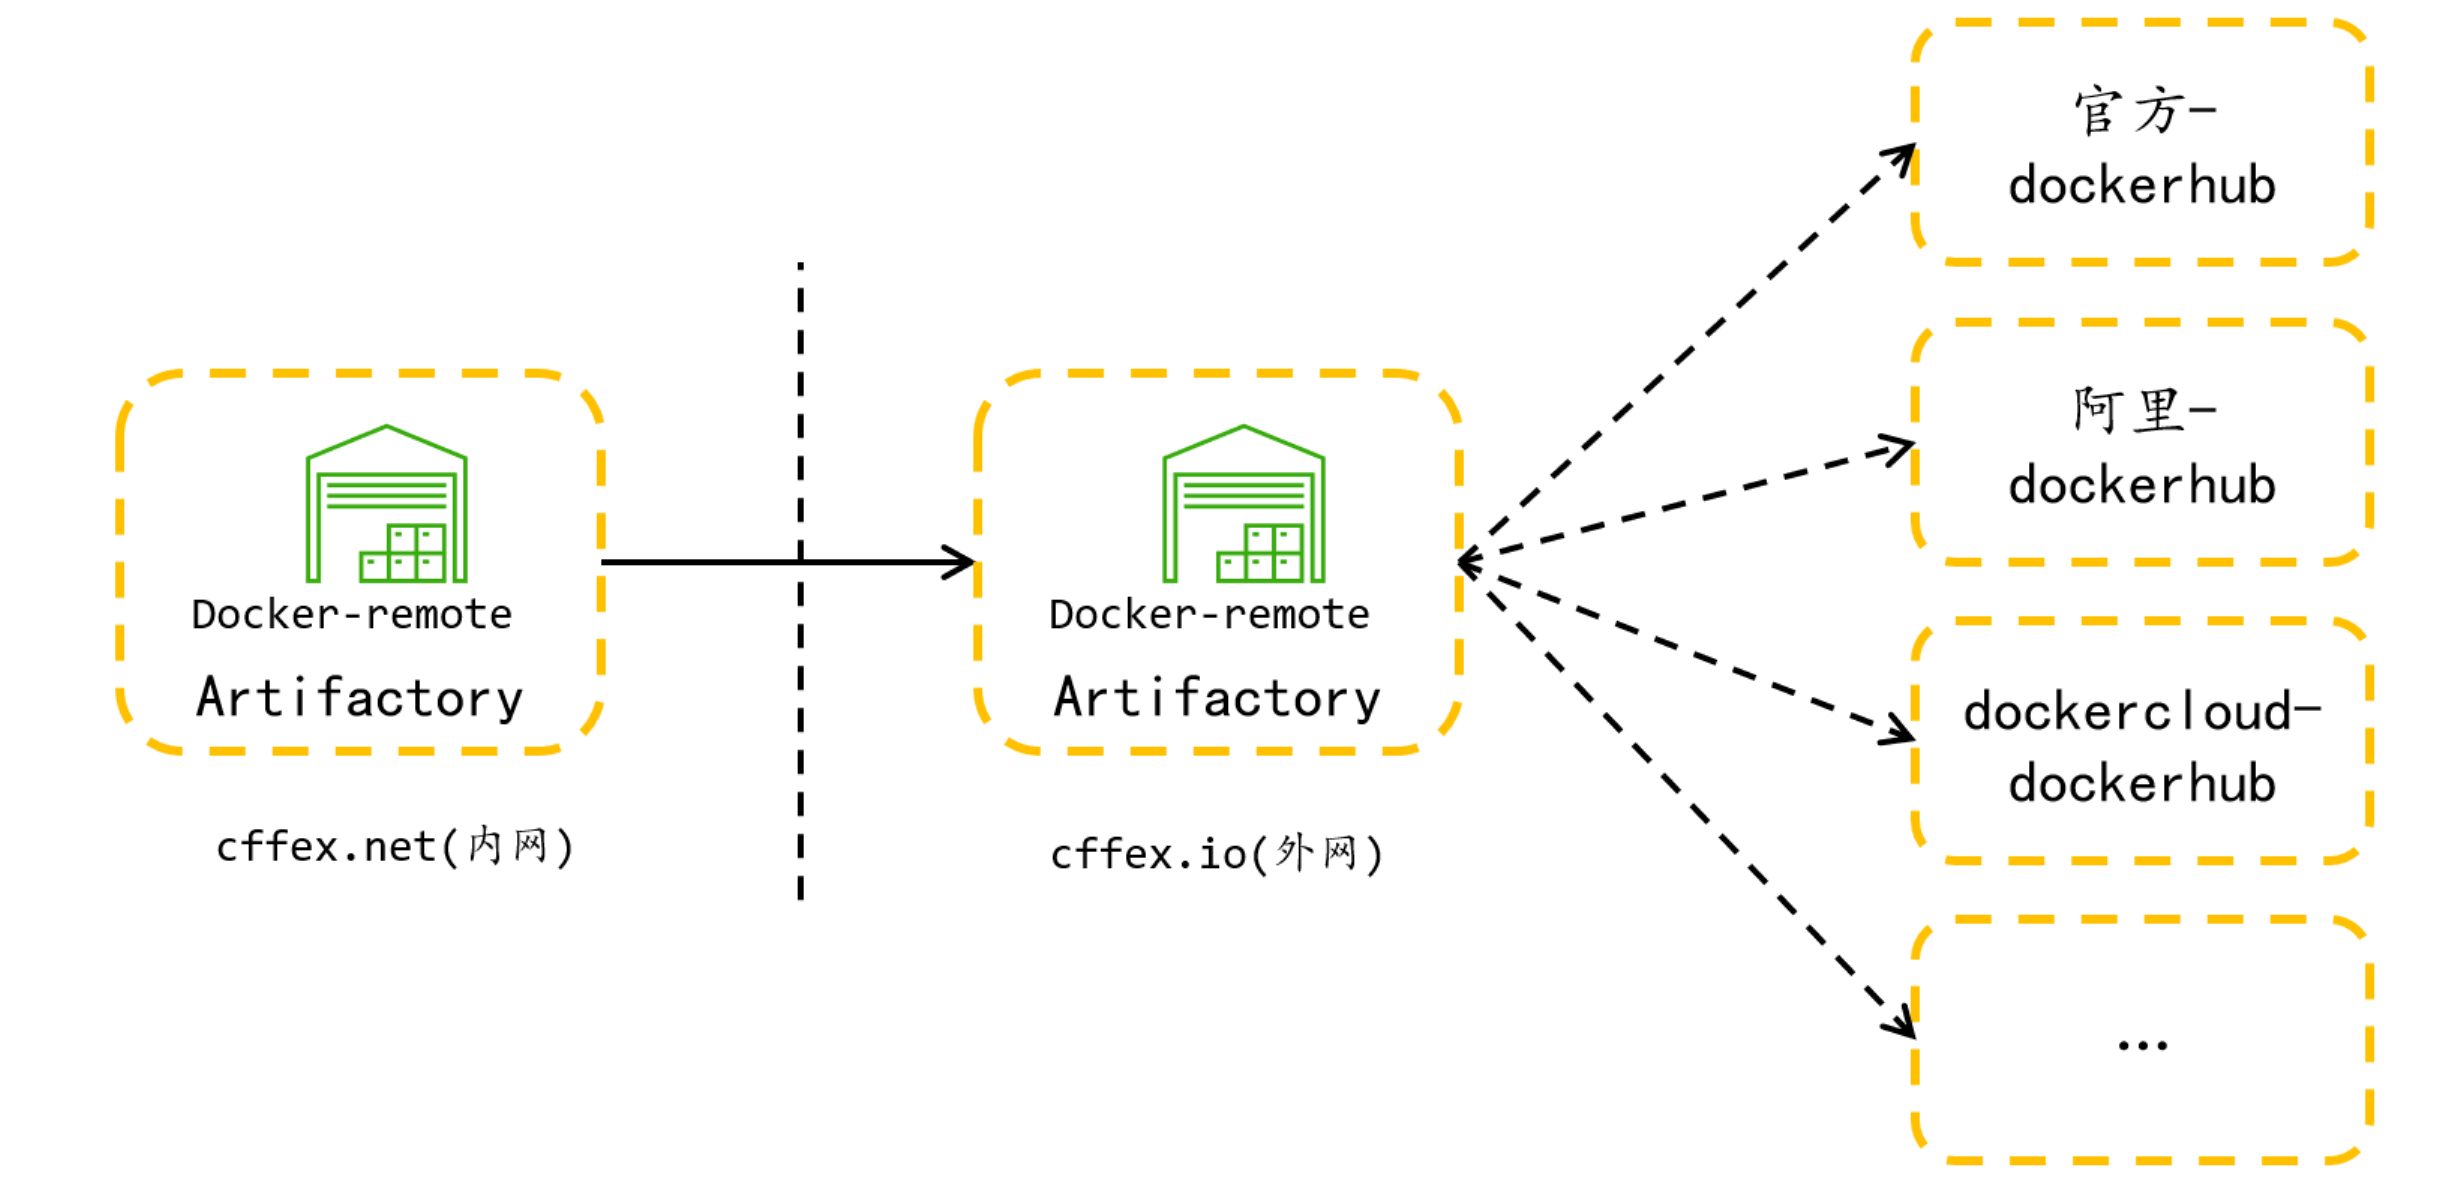 Docker-remote
Artifactory
cffex.net(内网)
Docker-remote
Artifactory
cffex.io(外网)
官方-
dockerhub
阿里-
dockerhub
dockercloud-
dockerhub
...